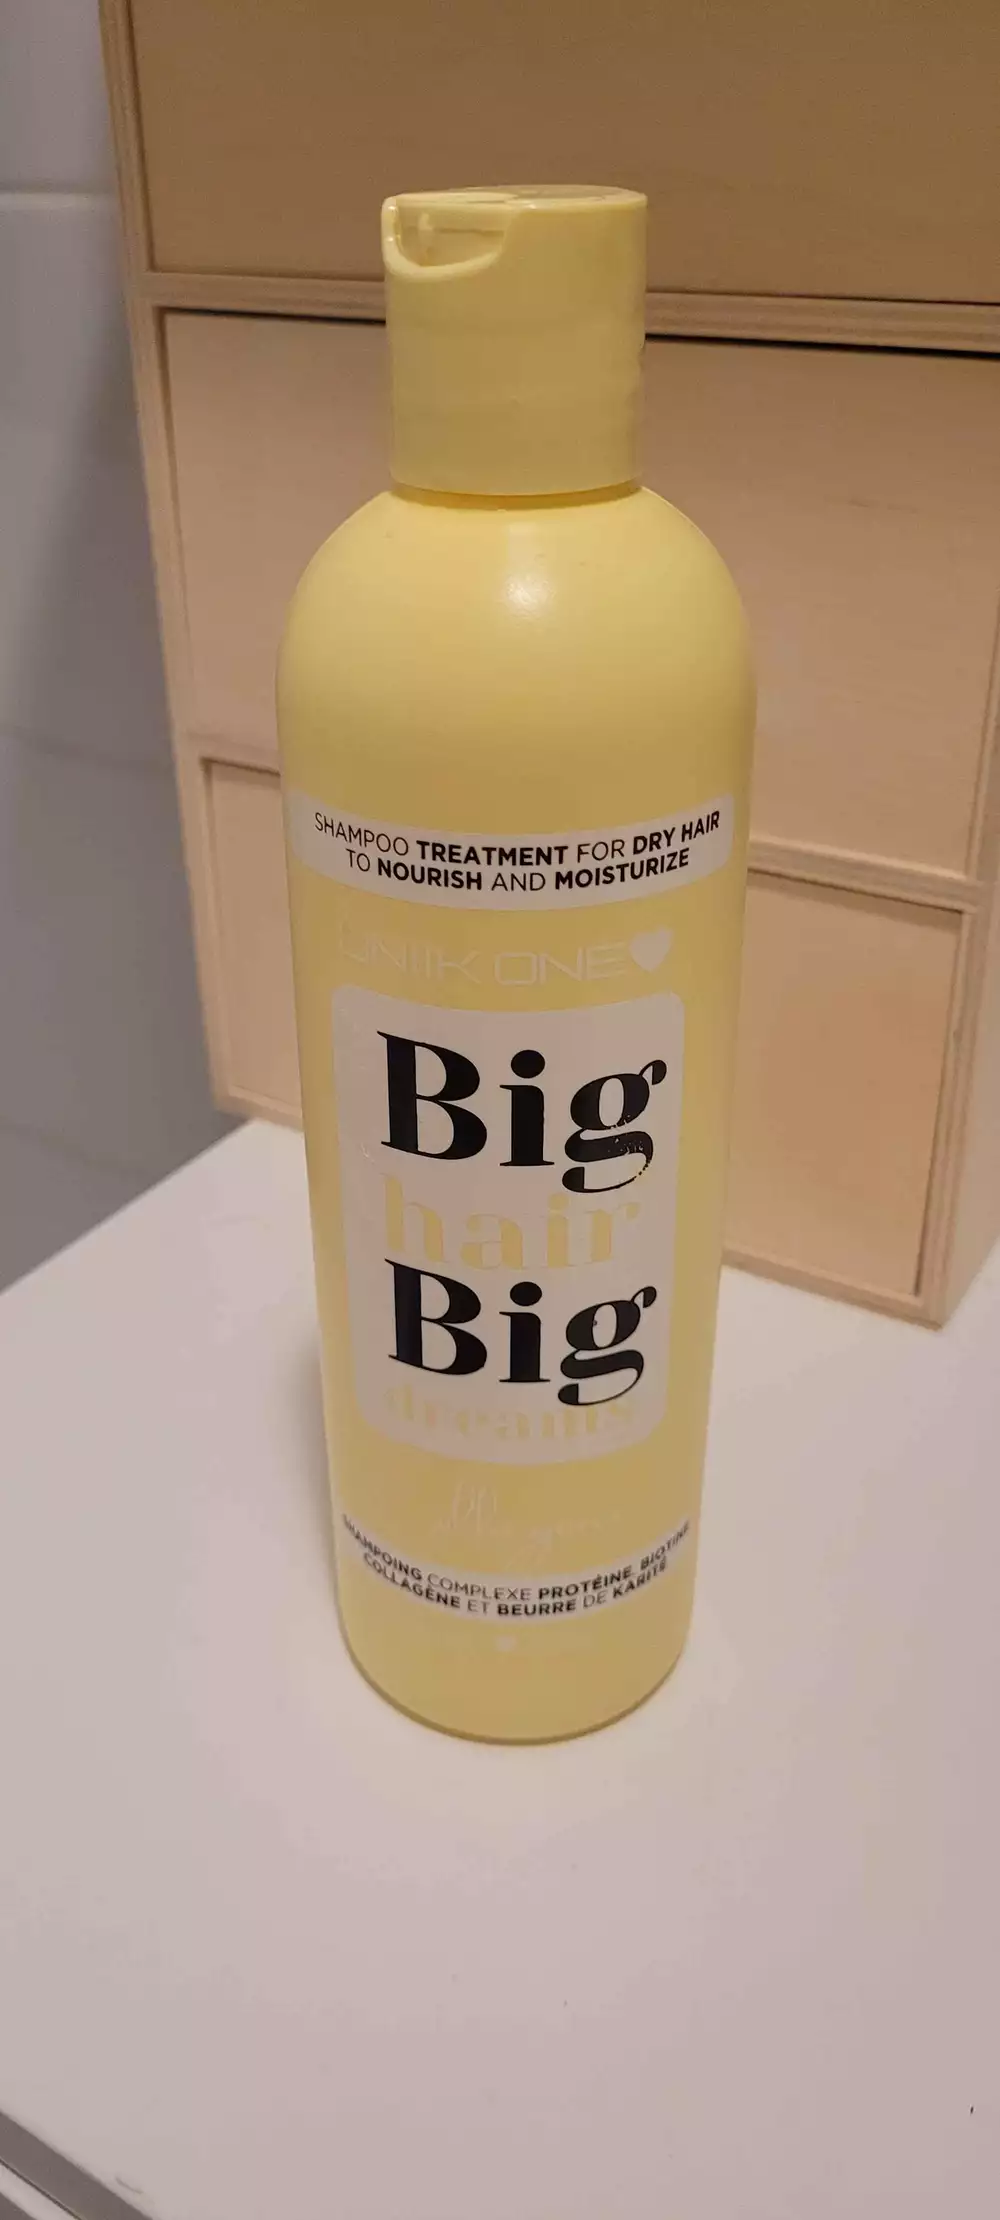 SHAMPOO TREATMENT FOR DRY HAIR
TO NOURISH AND MOISTURIZE
UNIIK ONE
Big
hair
Big
dreams
SHAMPOING COMPLEXE PROTÉINE, BIOTINE
COLLAGÈNE ET BEURRE DE KARITÉ